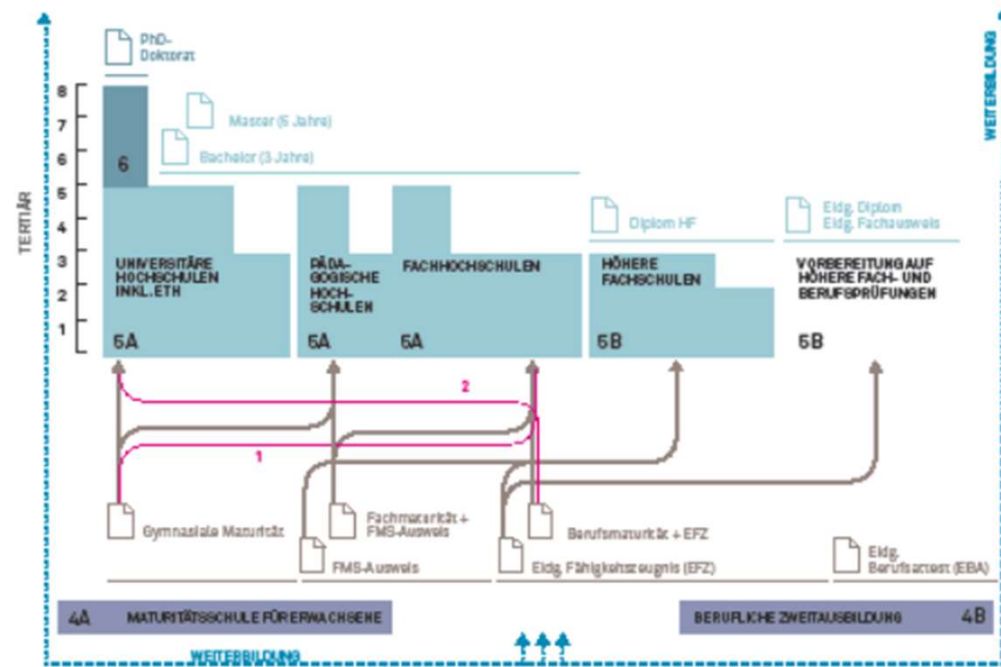 PhD-
Doktorat
WEITERBILDUNG
TERTIÄR
8
7
6
5
4
3
2
1
Master (5 Jahre)
Bachelor (3 Jahre)
6
Diplom HF
Eidg. Diplom
Eidg. Fachausweis
UNIVERSITÄRE
HOCHSCHULEN
INKL. ETH
5A
PÄDA-
GOGISCHE
HOCH-
SCHULEN
5A
FACHHOCHSCHULEN
5A
HÖHERE
FACHSCHULEN
5B
VORBEREITUNG AUF
HÖHERE FACH- UND
BERUFSPRÜFUNGEN
5B
2
1
Gymnasiale Maturität
Fachmaturität +
FMS-Ausweis
Berufsmaturität + EFZ
FMS-Ausweis
Eidg. Fähigkeitszeugnis (EFZ)
Eidg.
Berufsattest (EBA)
4A MATURITÄTSSCHULE FÜR ERWACHSENE
BERUFLICHE ZWEITAUSBILDUNG 4B
WEITERBILDUNG